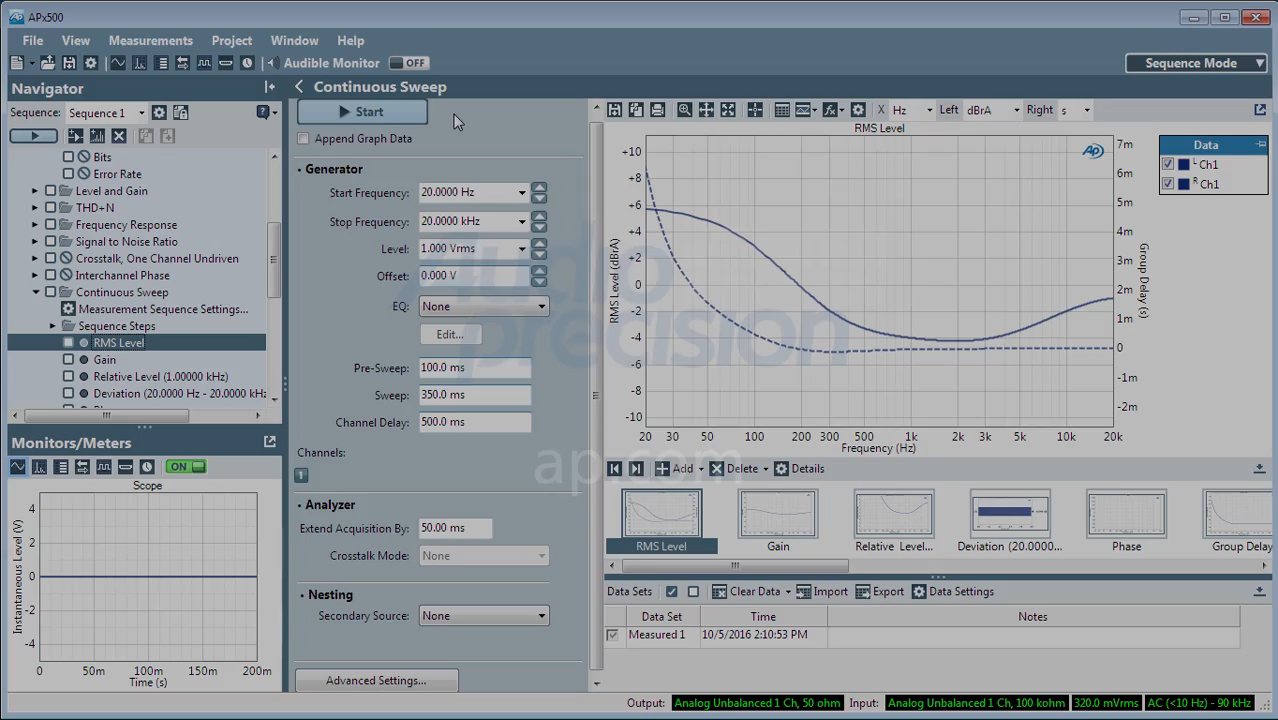 APx500
File View Measurements Project Window Help
Audible Monitor OFF Sequence Mode
Navigator
Sequence: Sequence 1
Bits
Error Rate
Level and Gain
THD+N
Frequency Response
Signal to Noise Ratio
Crosstalk, One Channel Undriven
Interchannel Phase
Continuous Sweep
Measurement Sequence Settings...
Sequence Steps
RMS Level
Gain
Relative Level (1.00000 kHz)
Deviation (20.0000 Hz - 20.0000 kHz
Monitors/Meters
ON
Scope
Instantaneous Level (V)
4
2
0
-2
-4
0 50m 100m 150m 200m
Time (s)
Continuous Sweep
Start
Append Graph Data
Generator
Start Frequency: 20.0000 Hz
Stop Frequency: 20.0000 kHz
Level: 1.000 Vrms
Offset: 0.000 V
EQ: None
Edit...
Pre-Sweep: 100.0 ms
Sweep: 350.0 ms
Channel Delay: 500.0 ms
Channels:
1
Analyzer
Extend Acquisition By: 50.00 ms
Crosstalk Mode: None
Nesting
Secondary Source: None
Advanced Settings...
X Hz Left dBrA Right s
RMS Level
RMS Level (dBrA)
+10
+8
+6
+4
+2
0
-2
-4
-6
-8
-10
7m
6m
5m
4m
3m
2m
1m
0
-1m
-2m
Group Delay (s)
20 30 50 100 200 300 500 1k 2k 3k 5k 10k 20k
Frequency (Hz)
AP
Data
L Ch1
R Ch1
Audio
precision
ap.com
Add Delete Details
RMS Level Gain Relative Level... Deviation (20.0000... Phase Group Delay
Data Sets Clear Data Import Export Data Settings
Data Set Time Notes
Measured 1 10/5/2016 2:10:53 PM
Output: Analog Unbalanced 1 Ch, 50 ohm Input: Analog Unbalanced 1 Ch, 100 kohm 320.0 mVrms AC (<10 Hz) - 90 kHz